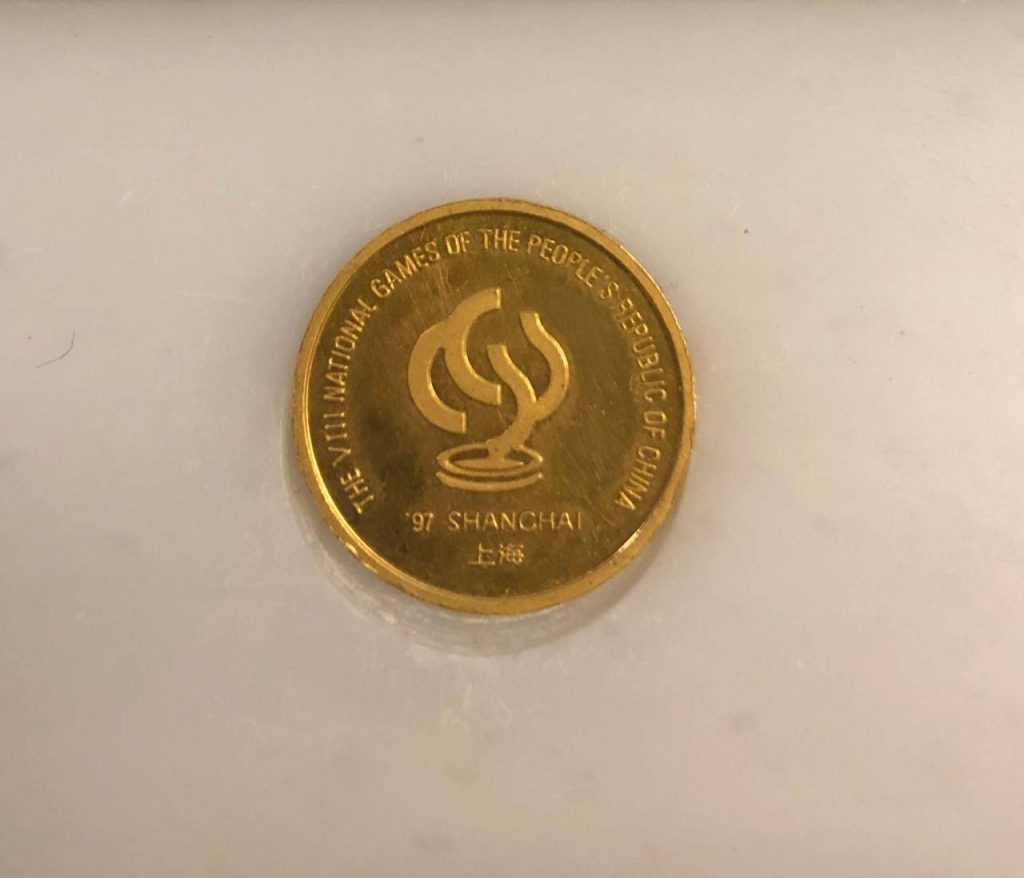 THE VIII NATIONAL GAMES OF THE PEOPLE'S REPUBLIC OF CHINA
'97 SHANGHAI
上海